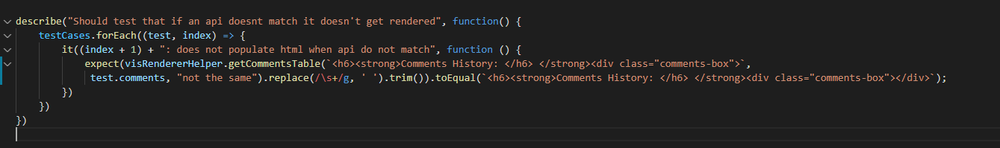 describe("Should test that if an api doesnt match it doesn't get rendered", function() {
testCases.forEach((test, index) => {
it((index + 1) + ": does not populate html when api do not match", function () {
expect(visRendererHelper.getCommentsTable(`<h6><strong>Comments History: </h6> </strong><div class="comments-box">`,
test.comments, "not the same").replace(/\s+/g, ' ').trim()).toEqual(`<h6><strong>Comments History: </h6> </strong><div class="comments-box"></div>`);
})
})
})